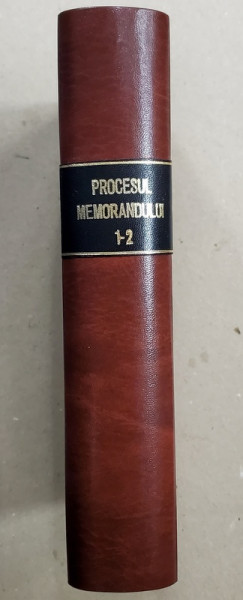 PROCESUL
MEMORANDULUI
1-2